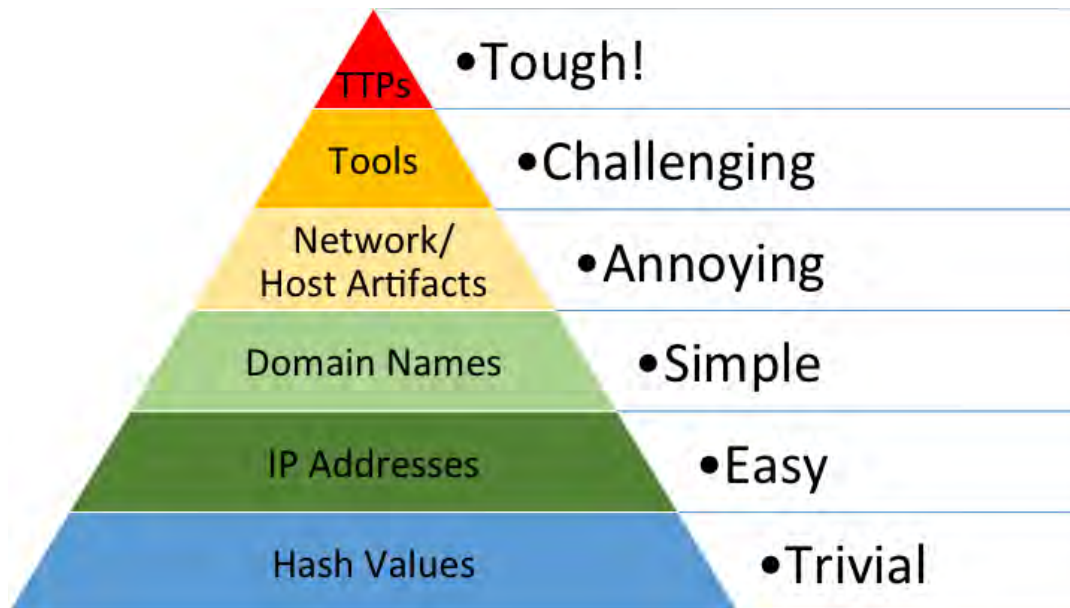 TTPs
•Tough!
Tools
•Challenging
Network/
Host Artifacts
•Annoying
Domain Names
•Simple
IP Addresses
•Easy
Hash Values
•Trivial